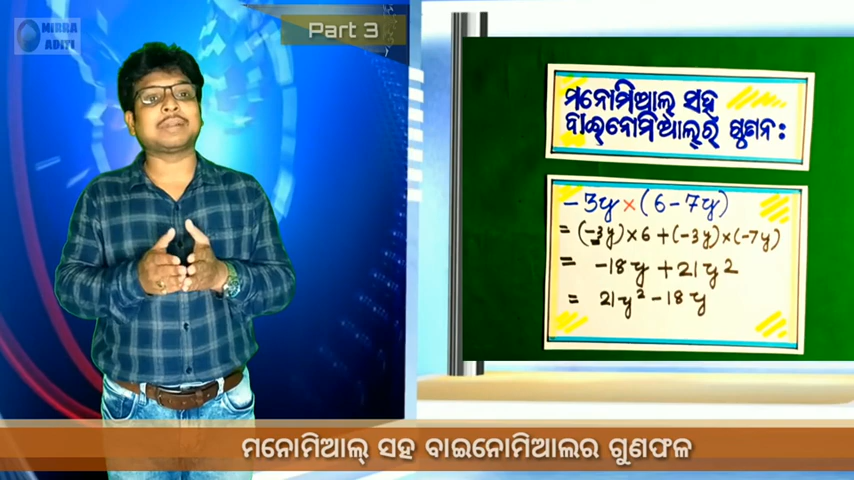 MIRRA
ADITI
Part 3
ମନୋମିଆଲ୍ ସହ
ବାଇନୋମିଆଲ୍‌ର ଗୁଣନ :
-3y × (6-7y)
= (-3y)×6 + (-3y)×(-7y)
= -18y + 21y²
= 21y² - 18y
ମନୋମିଆଲ୍ ସହ ବାଇନୋମିଆଲର ଗୁଣଫଳ